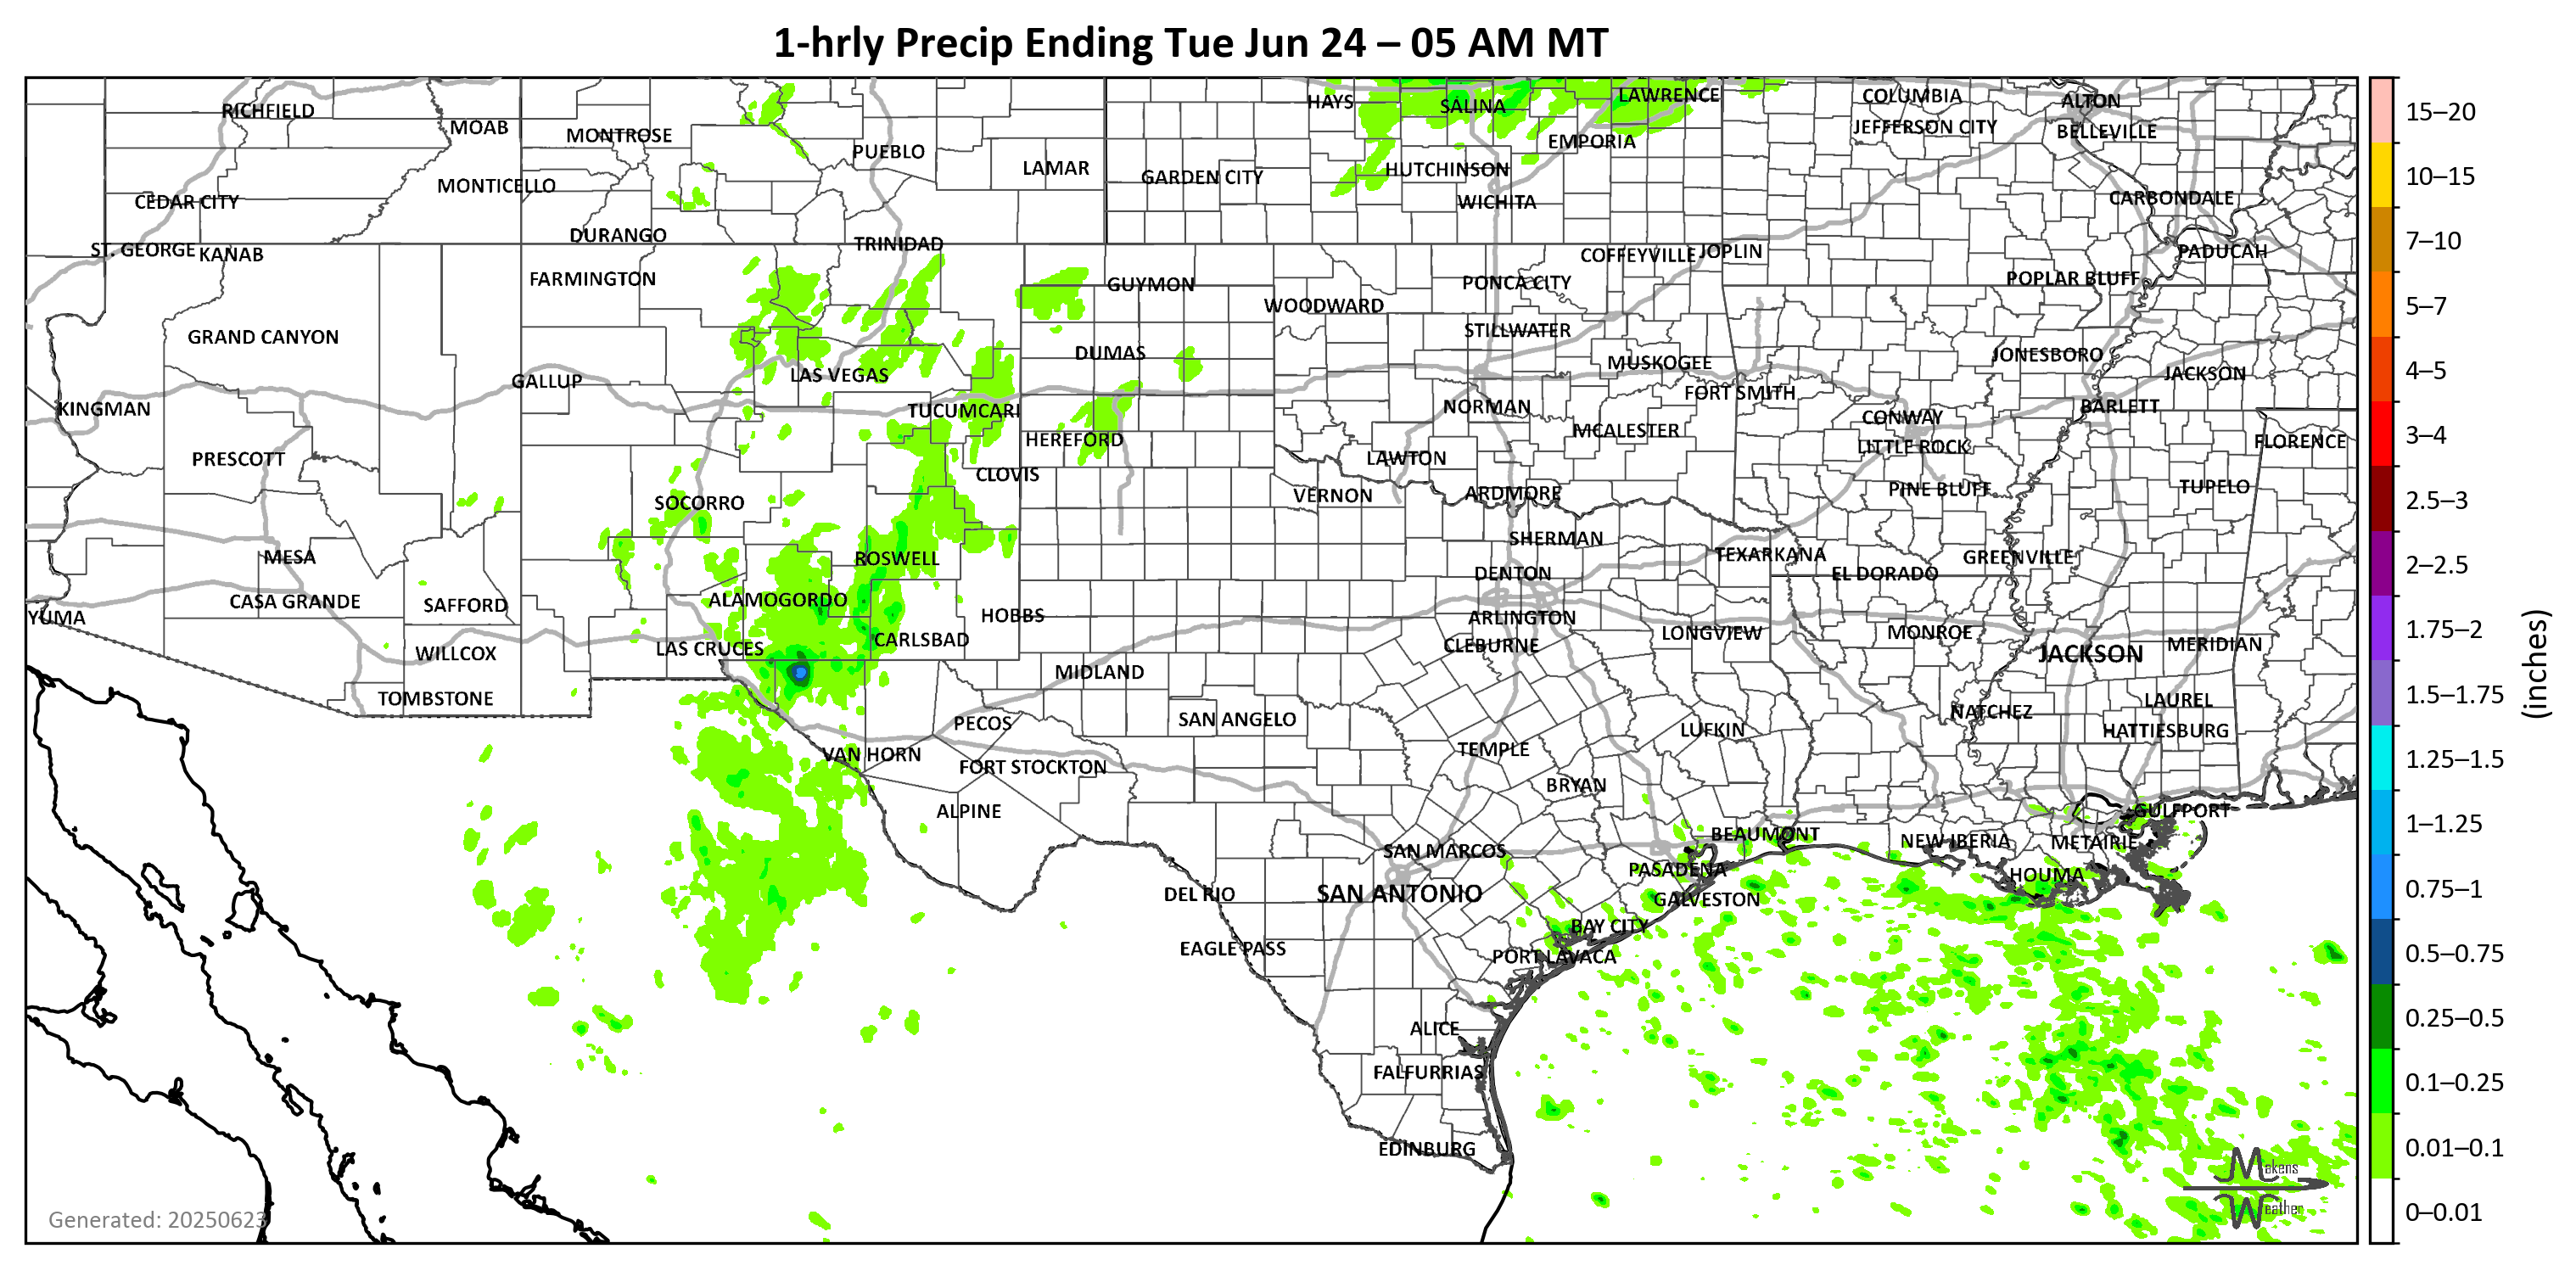 1-hrly Precip Ending Tue Jun 24 – 05 AM MT
RICHFIELD
MOAB
MONTROSE
PUEBLO
LAMAR
HAYS
SALINA
LAWRENCE
COLUMBIA
ALTON
JEFFERSON CITY
BELLEVILLE
EMPORIA
HUTCHINSON
GARDEN CITY
MONTICELLO
CEDAR CITY
WICHITA
CARBONDALE
DURANGO
TRINIDAD
ST. GEORGE
KANAB
COFFEYVILLE
JOPLIN
PADUCAH
FARMINGTON
GUYMON
PONCA CITY
POPLAR BLUFF
WOODWARD
GRAND CANYON
STILLWATER
DUMAS
MUSKOGEE
JONESBORO
GALLUP
LAS VEGAS
FORT SMITH
JACKSON
KINGMAN
TUCUMCARI
NORMAN
CONWAY
BARLETT
HEREFORD
MCALESTER
LITTLE ROCK
FLORENCE
PRESCOTT
CLOVIS
LAWTON
SOCORRO
VERNON
ARDMORE
PINE BLUFF
TUPELO
MESA
ROSWELL
SHERMAN
TEXARKANA
GREENVILLE
DENTON
EL DORADO
YUMA
CASA GRANDE
SAFFORD
ALAMOGORDO
HOBBS
ARLINGTON
WILLCOX
LAS CRUCES
CARLSBAD
CLEBURNE
LONGVIEW
MONROE
JACKSON
MERIDIAN
TOMBSTONE
MIDLAND
PECOS
SAN ANGELO
LUFKIN
NATCHEZ
LAUREL
HATTIESBURG
VAN HORN
FORT STOCKTON
TEMPLE
ALPINE
BRYAN
BEAUMONT
GULFPORT
SAN MARCOS
NEW IBERIA
METAIRIE
PASADENA
DEL RIO
SAN ANTONIO
GALVESTON
HOUMA
BAY CITY
EAGLE PASS
PORT LAVACA
ALICE
FALFURRIAS
EDINBURG
Generated: 20250623
Makens
Weather
15–20
10–15
7–10
5–7
4–5
3–4
2.5–3
2–2.5
1.75–2
1.5–1.75
1.25–1.5
1–1.25
0.75–1
0.5–0.75
0.25–0.5
0.1–0.25
0.01–0.1
0–0.01
(inches)